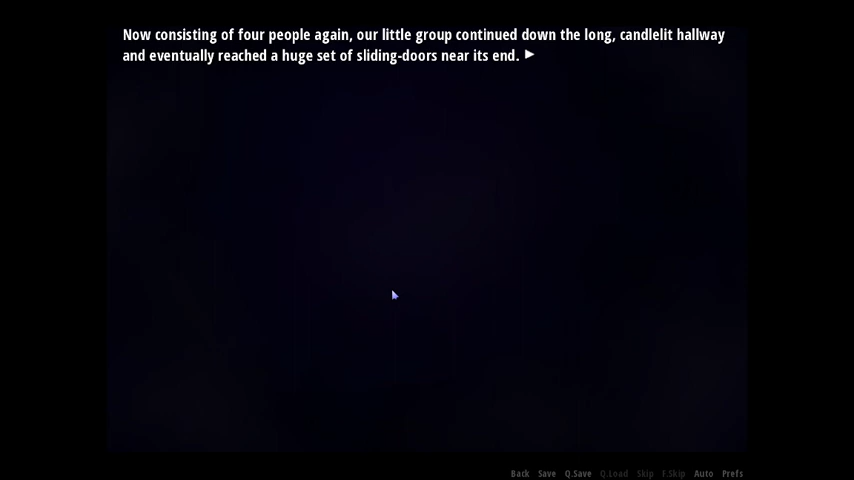 Now consisting of four people again, our little group continued down the long, candlelit hallway
and eventually reached a huge set of sliding-doors near its end.
Back Save Q.Save Q.Load Skip F.Skip Auto Prefs